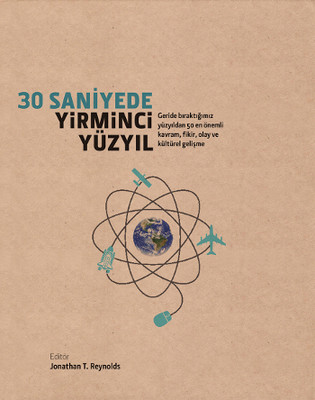 30 SANİYEDE
YİRMİNCİ
YÜZYIL
Geride bıraktığımız
yüzyıldan 50 en önemli
kavram, fikir, olay ve
kültürel gelişme
Editör
Jonathan T. Reynolds